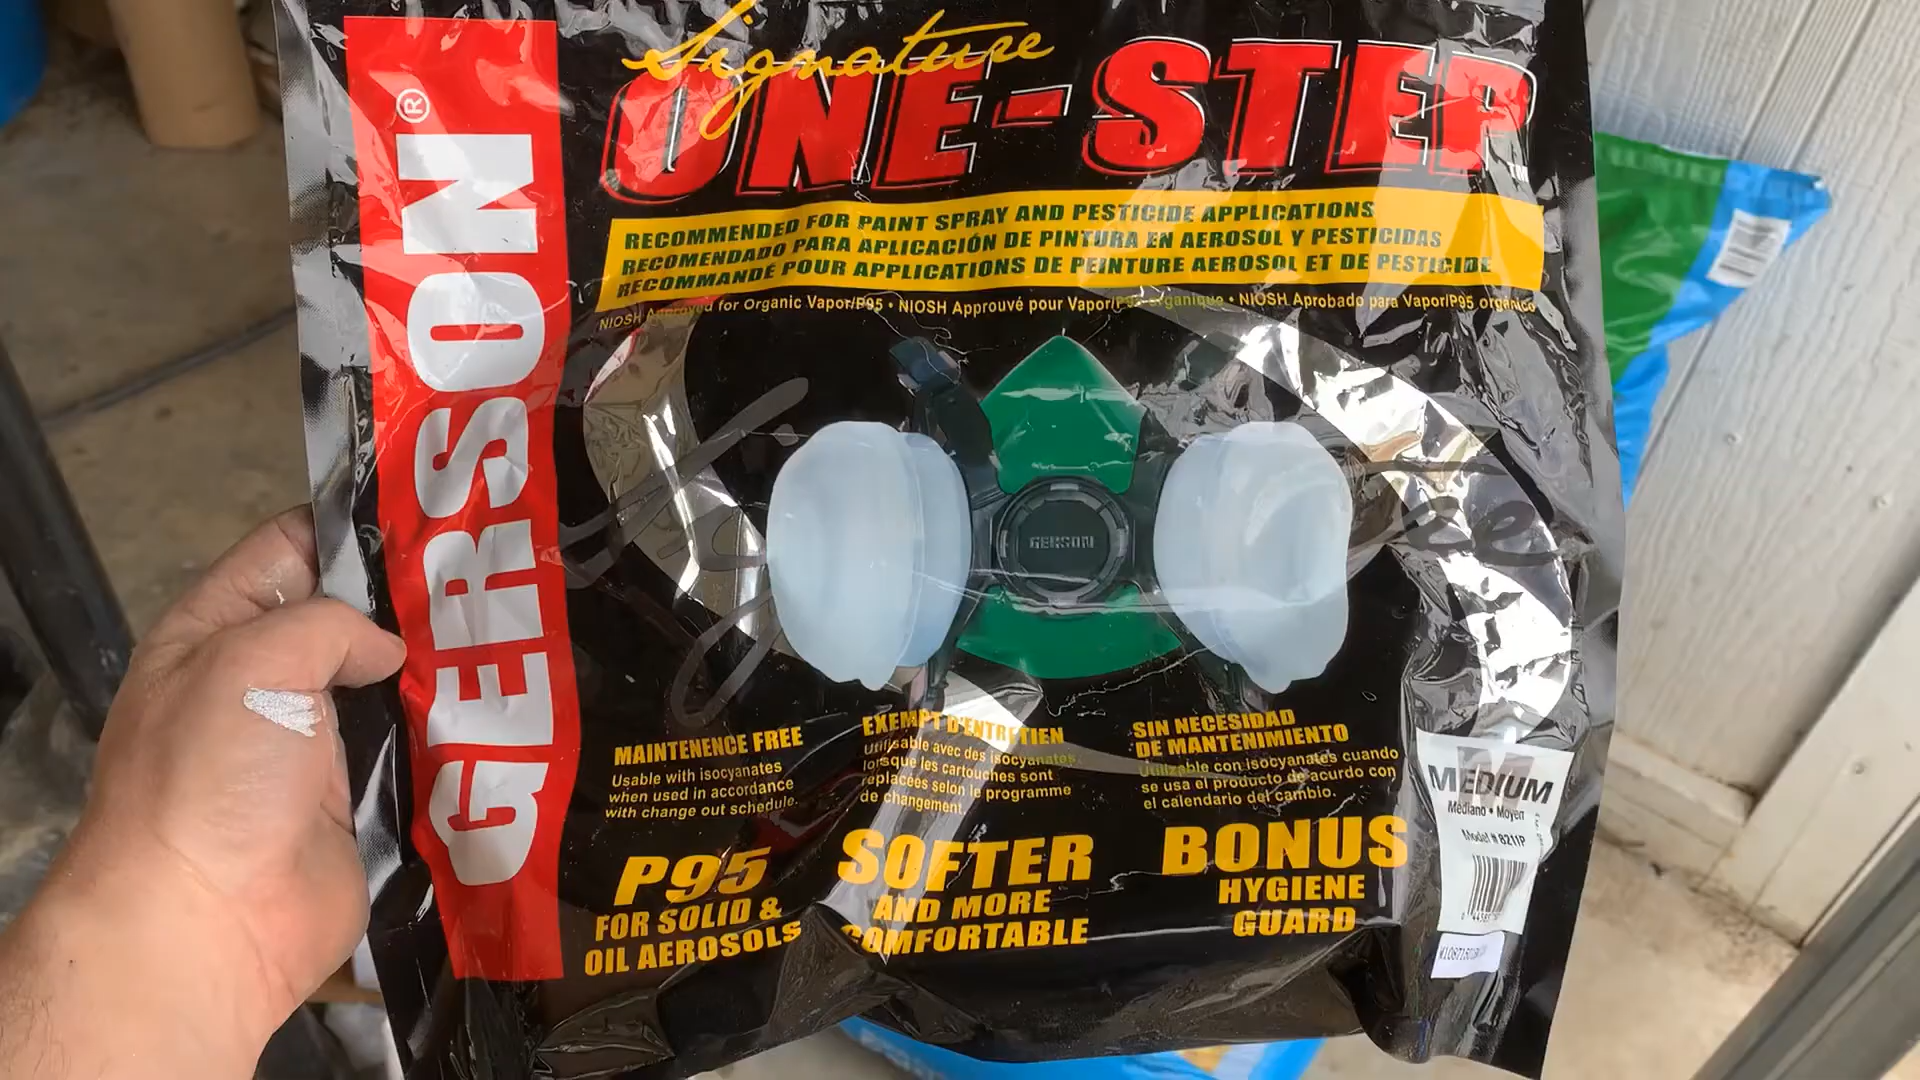 GERSON®
Signature
ONE-STEP™
RECOMMENDED FOR PAINT SPRAY AND PESTICIDE APPLICATIONS
RECOMENDADO PARA APLICACIÓN DE PINTURA EN AEROSOL Y PESTICIDAS
RECOMMANDÉ POUR APPLICATIONS DE PEINTURE AEROSOL ET DE PESTICIDE
NIOSH Approved for Organic Vapor/P95 • NIOSH Approuvé pour Vapor/P95 organique • NIOSH Aprobado para Vapor/P95 orgánico
GERSON
MAINTENENCE FREE
Usable with isocyanates
when used in accordance
with change out schedule.
EXEMPT D'ENTRETIEN
Utilisable avec des isocyanates
lorsque les cartouches sont
replacées selon le programme
de changement.
SIN NECESIDAD
DE MANTENIMIENTO
Utilizable con isocyanates cuando
se usa el producto de acurdo con
el calendario del cambio.
P95
FOR SOLID &
OIL AEROSOLS
SOFTER
AND MORE
COMFORTABLE
BONUS
HYGIENE
GUARD
M
MEDIUM
Mediano • Moyen
Model # 8211P